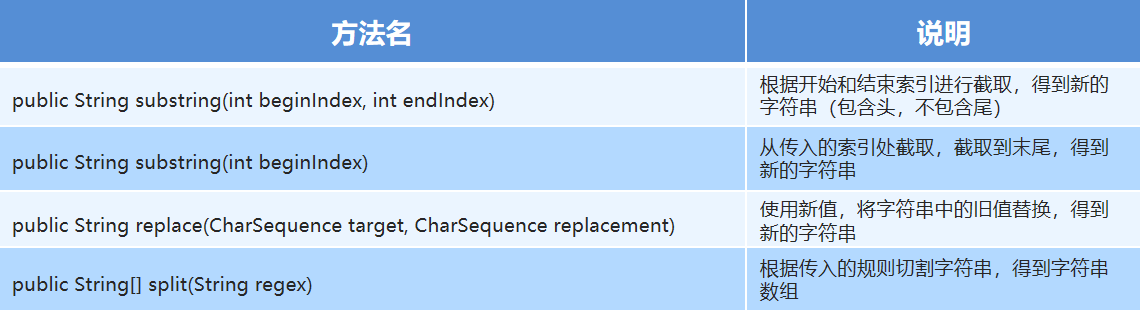 方法名
说明
public String substring(int beginIndex, int endIndex)
根据开始和结束索引进行截取，得到新的
字符串（包含头，不包含尾）
public String substring(int beginIndex)
从传入的索引处截取，截取到末尾，得到
新的字符串
public String replace(CharSequence target, CharSequence replacement)
使用新值，将字符串中的旧值替换，得到
新的字符串
public String[] split(String regex)
根据传入的规则切割字符串，得到字符串
数组